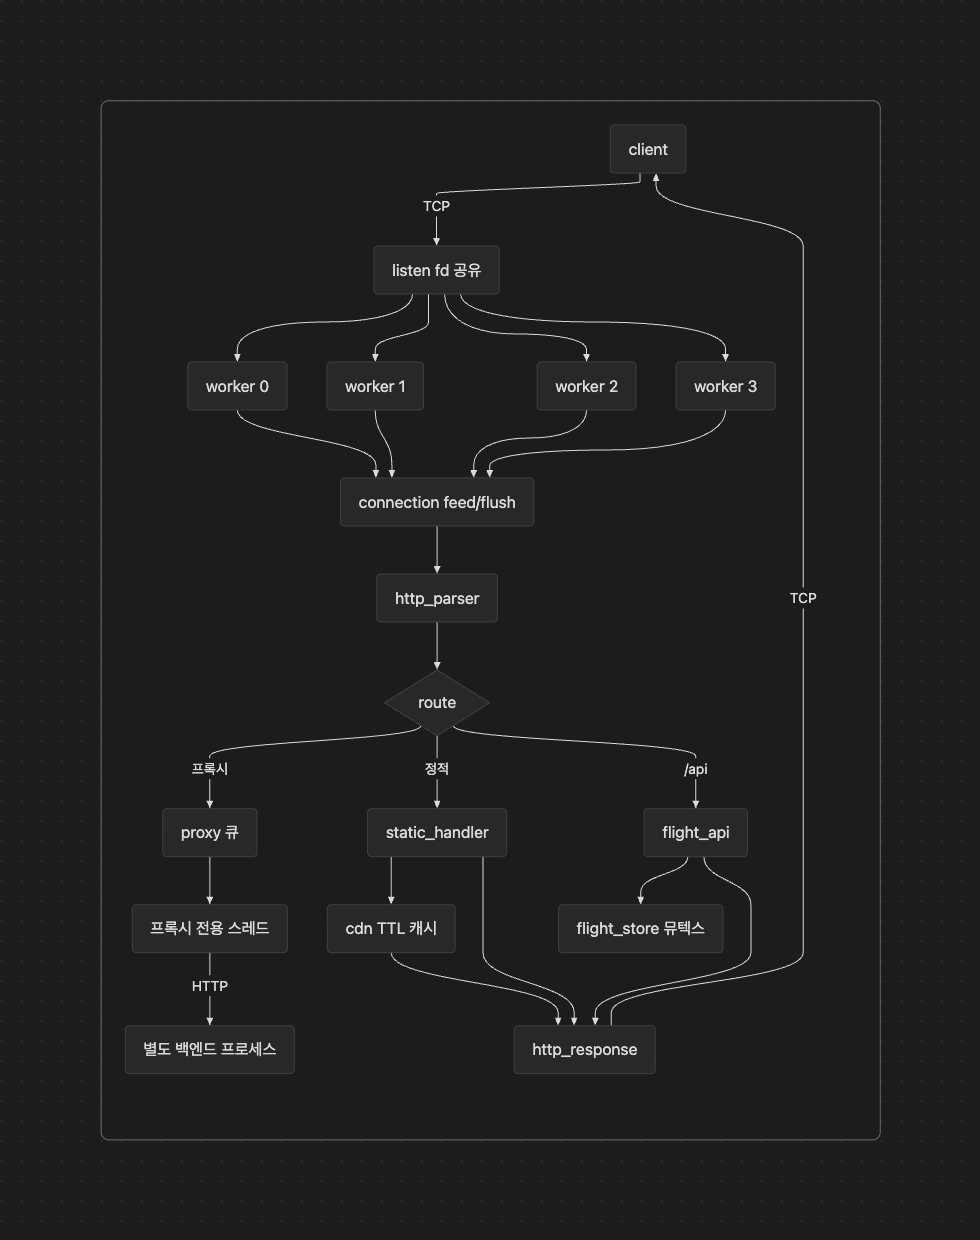 client
TCP
listen fd 공유
worker 0
worker 1
worker 2
worker 3
connection feed/flush
http_parser
TCP
route
프록시
정적
/api
proxy 큐
static_handler
flight_api
프록시 전용 스레드
cdn TTL 캐시
flight_store 뮤텍스
HTTP
별도 백엔드 프로세스
http_response